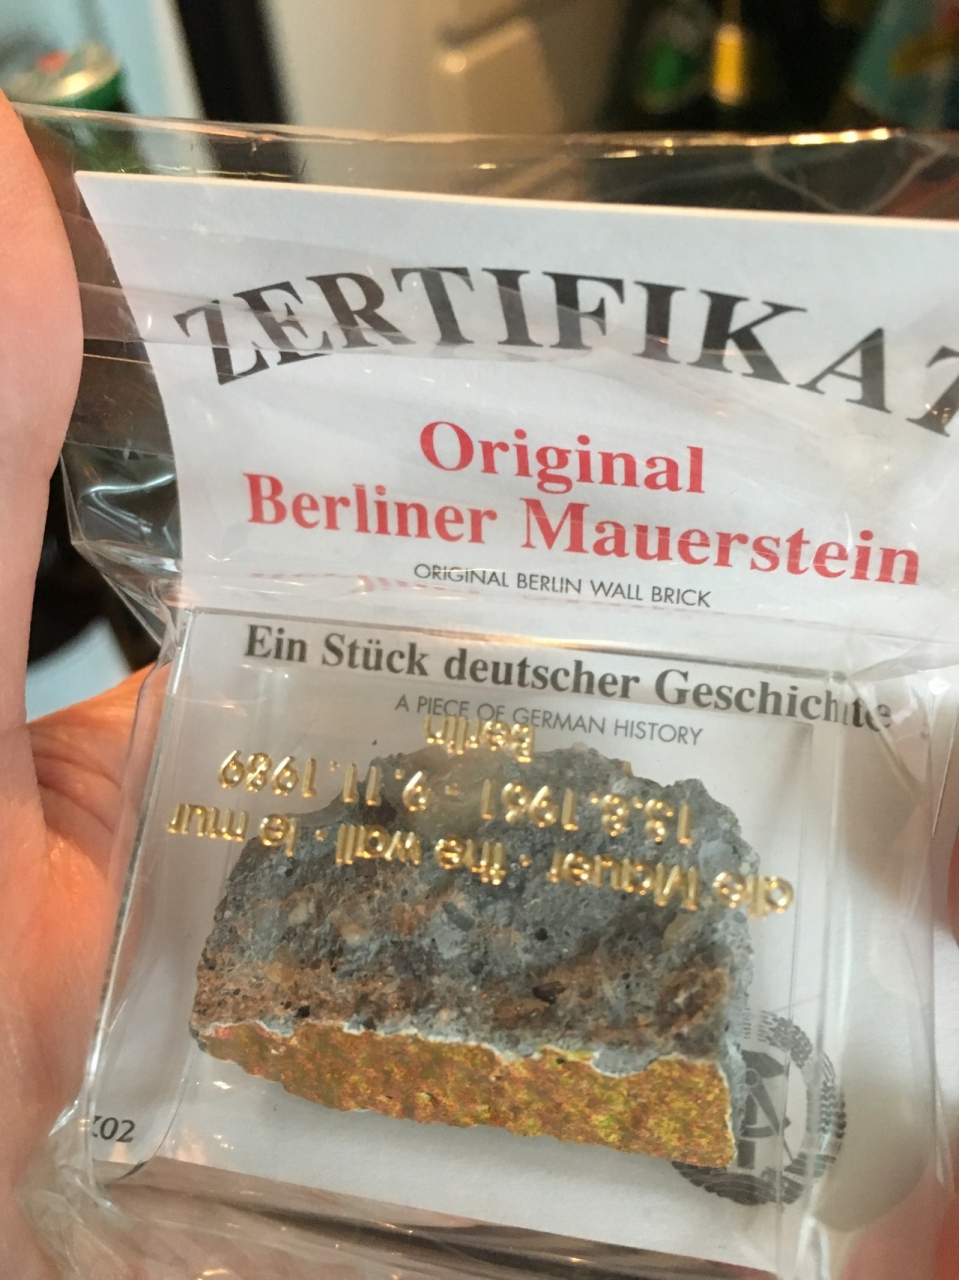 ZERTIFIKAT
Original
Berliner Mauerstein
ORIGINAL BERLIN WALL BRICK
Ein Stück deutscher Geschichte
A PIECE OF GERMAN HISTORY
die Mauer · the wall · le mur
13.8.1961 - 9.11.1989
Berlin